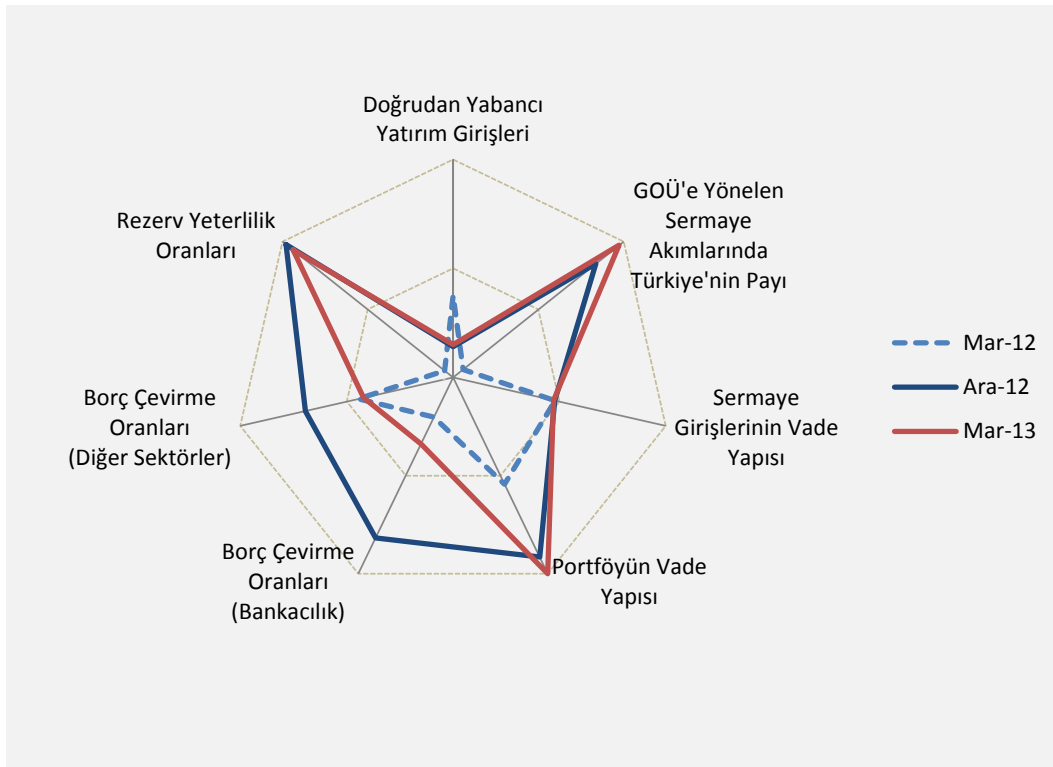 Doğrudan Yabancı
Yatırım Girişleri
GOÜ'e Yönelen
Sermaye
Akımlarında
Türkiye'nin Payı
Sermaye
Girişlerinin Vade
Yapısı
Portföyün Vade
Yapısı
Borç Çevirme
Oranları
(Bankacılık)
Borç Çevirme
Oranları
(Diğer Sektörler)
Rezerv Yeterlilik
Oranları
Mar-12
Ara-12
Mar-13